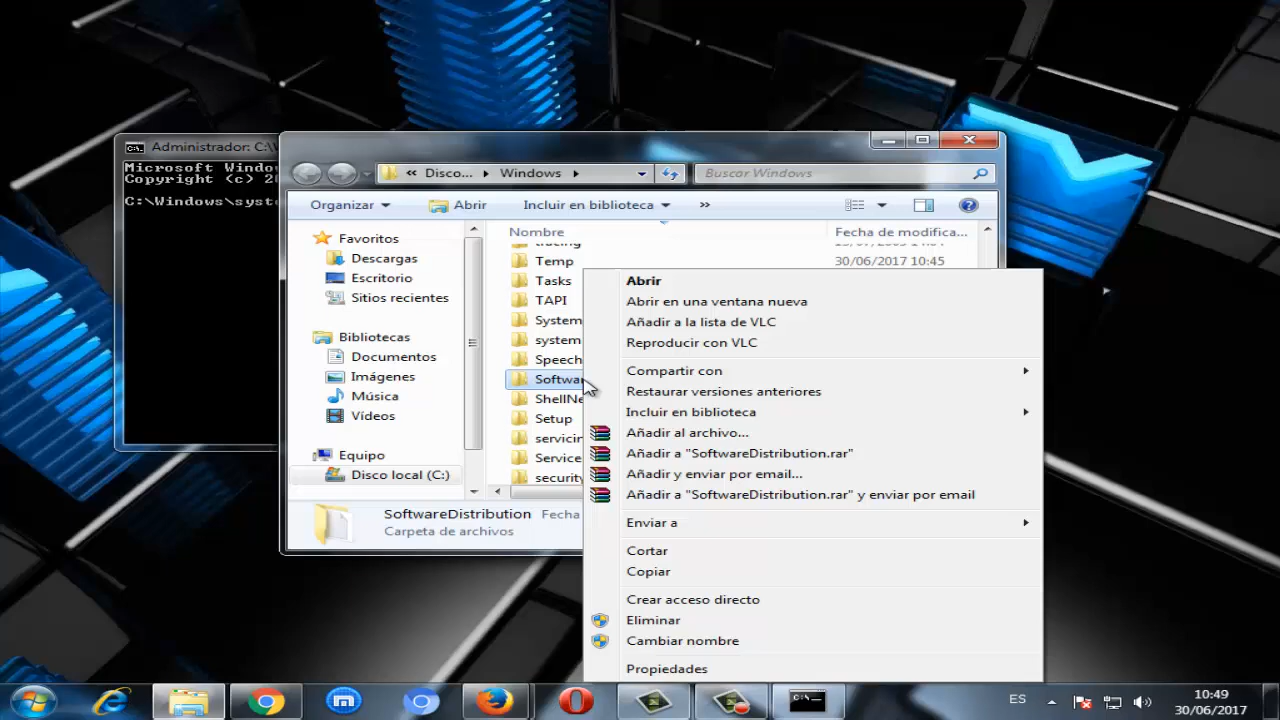 Administrador: C:\
Microsoft Windo
Copyright (c) 2
C:\Windows\syst
Disco... Windows
Buscar Windows
Organizar Abrir Incluir en biblioteca »
Nombre Fecha de modifica...
Favoritos
Descargas
Escritorio
Sitios recientes
Bibliotecas
Documentos
Imágenes
Música
Vídeos
Equipo
Disco local (C:)
tracing
Temp 30/06/2017 10:45
Tasks
TAPI
System
system
Speech
Softwa
ShellNe
Setup
servicin
Service
security
SoftwareDistribution Fecha
Carpeta de archivos
Abrir
Abrir en una ventana nueva
Añadir a la lista de VLC
Reproducir con VLC
Compartir con
Restaurar versiones anteriores
Incluir en biblioteca
Añadir al archivo...
Añadir a "SoftwareDistribution.rar"
Añadir y enviar por email...
Añadir a "SoftwareDistribution.rar" y enviar por email
Enviar a
Cortar
Copiar
Crear acceso directo
Eliminar
Cambiar nombre
Propiedades
ES
10:49
30/06/2017